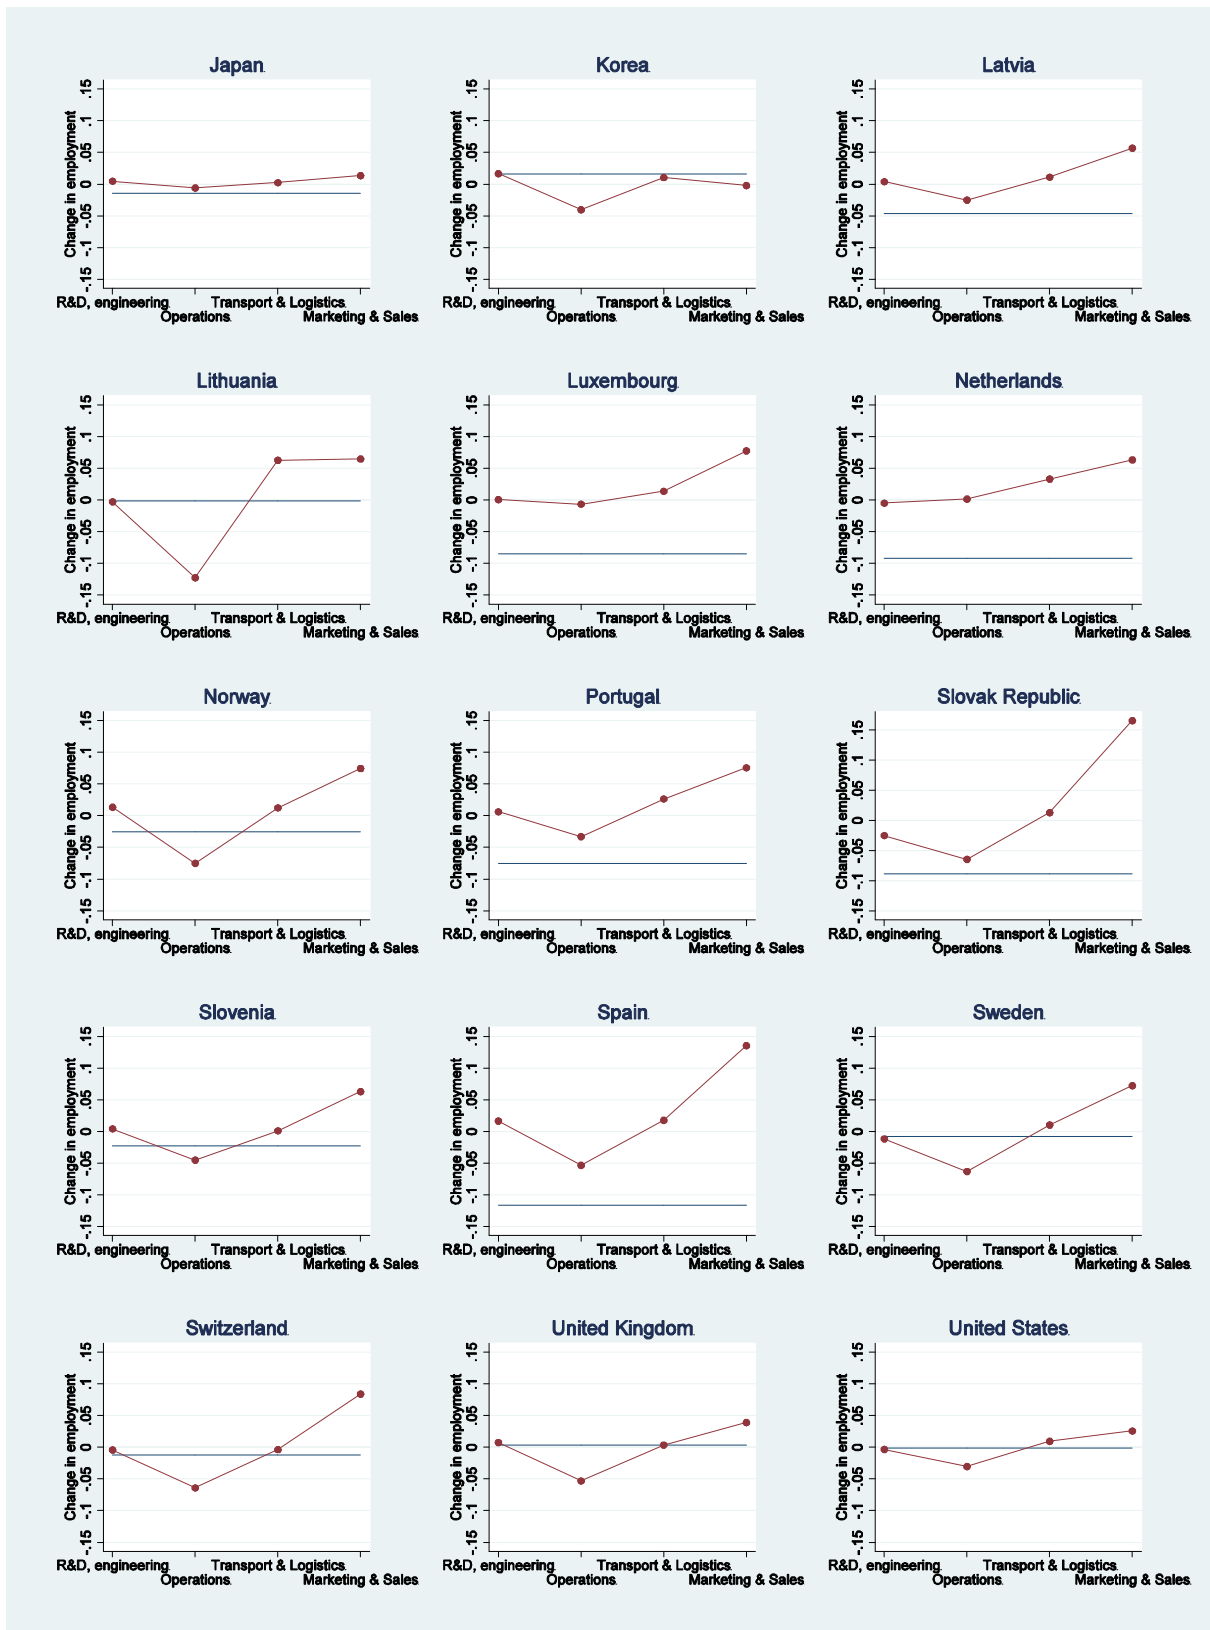 Japan Korea Latvia
Change in employment -.15 -.1 -.05 0 .05 .1 .15 Change in employment -.15 -.1 -.05 0 .05 .1 .15 Change in employment -.15 -.1 -.05 0 .05 .1 .15
R&D, engineering Transport & Logistics R&D, engineering Transport & Logistics R&D, engineering Transport & Logistics
Operations Marketing & Sales Operations Marketing & Sales Operations Marketing & Sales
Lithuania Luxembourg Netherlands
Change in employment -.15 -.1 -.05 0 .05 .1 .15 Change in employment -.15 -.1 -.05 0 .05 .1 .15 Change in employment -.15 -.1 -.05 0 .05 .1 .15
R&D, engineering Transport & Logistics R&D, engineering Transport & Logistics R&D, engineering Transport & Logistics
Operations Marketing & Sales Operations Marketing & Sales Operations Marketing & Sales
Norway Portugal Slovak Republic
Change in employment -.15 -.1 -.05 0 .05 .1 .15 Change in employment -.15 -.1 -.05 0 .05 .1 .15 Change in employment -.15 -.1 -.05 0 .05 .1 .15
R&D, engineering Transport & Logistics R&D, engineering Transport & Logistics R&D, engineering Transport & Logistics
Operations Marketing & Sales Operations Marketing & Sales Operations Marketing & Sales
Slovenia Spain Sweden
Change in employment -.15 -.1 -.05 0 .05 .1 .15 Change in employment -.15 -.1 -.05 0 .05 .1 .15 Change in employment -.15 -.1 -.05 0 .05 .1 .15
R&D, engineering Transport & Logistics R&D, engineering Transport & Logistics R&D, engineering Transport & Logistics
Operations Marketing & Sales Operations Marketing & Sales Operations Marketing & Sales
Switzerland United Kingdom United States
Change in employment -.15 -.1 -.05 0 .05 .1 .15 Change in employment -.15 -.1 -.05 0 .05 .1 .15 Change in employment -.15 -.1 -.05 0 .05 .1 .15
R&D, engineering Transport & Logistics R&D, engineering Transport & Logistics R&D, engineering Transport & Logistics
Operations Marketing & Sales Operations Marketing & Sales Operations Marketing & Sales